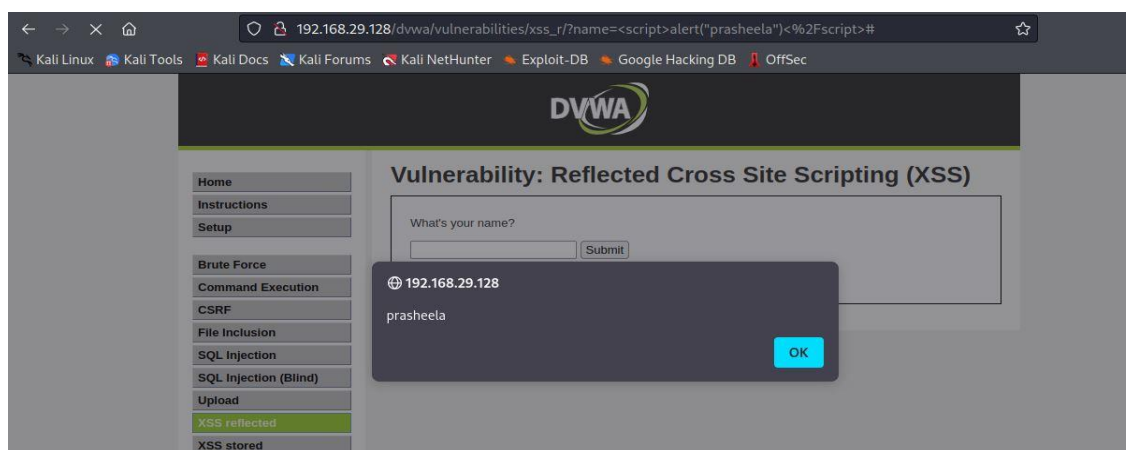 192.168.29.128/dvwa/vulnerabilities/xss_r/?name=<script>alert("prasheela")<%2Fscript>#
Kali Linux Kali Tools Kali Docs Kali Forums Kali NetHunter Exploit-DB Google Hacking DB OffSec
DVWA
Vulnerability: Reflected Cross Site Scripting (XSS)
Home
Instructions
Setup
Brute Force
Command Execution
CSRF
File Inclusion
SQL Injection
SQL Injection (Blind)
Upload
XSS reflected
XSS stored
What's your name?
Submit
192.168.29.128
prasheela
OK